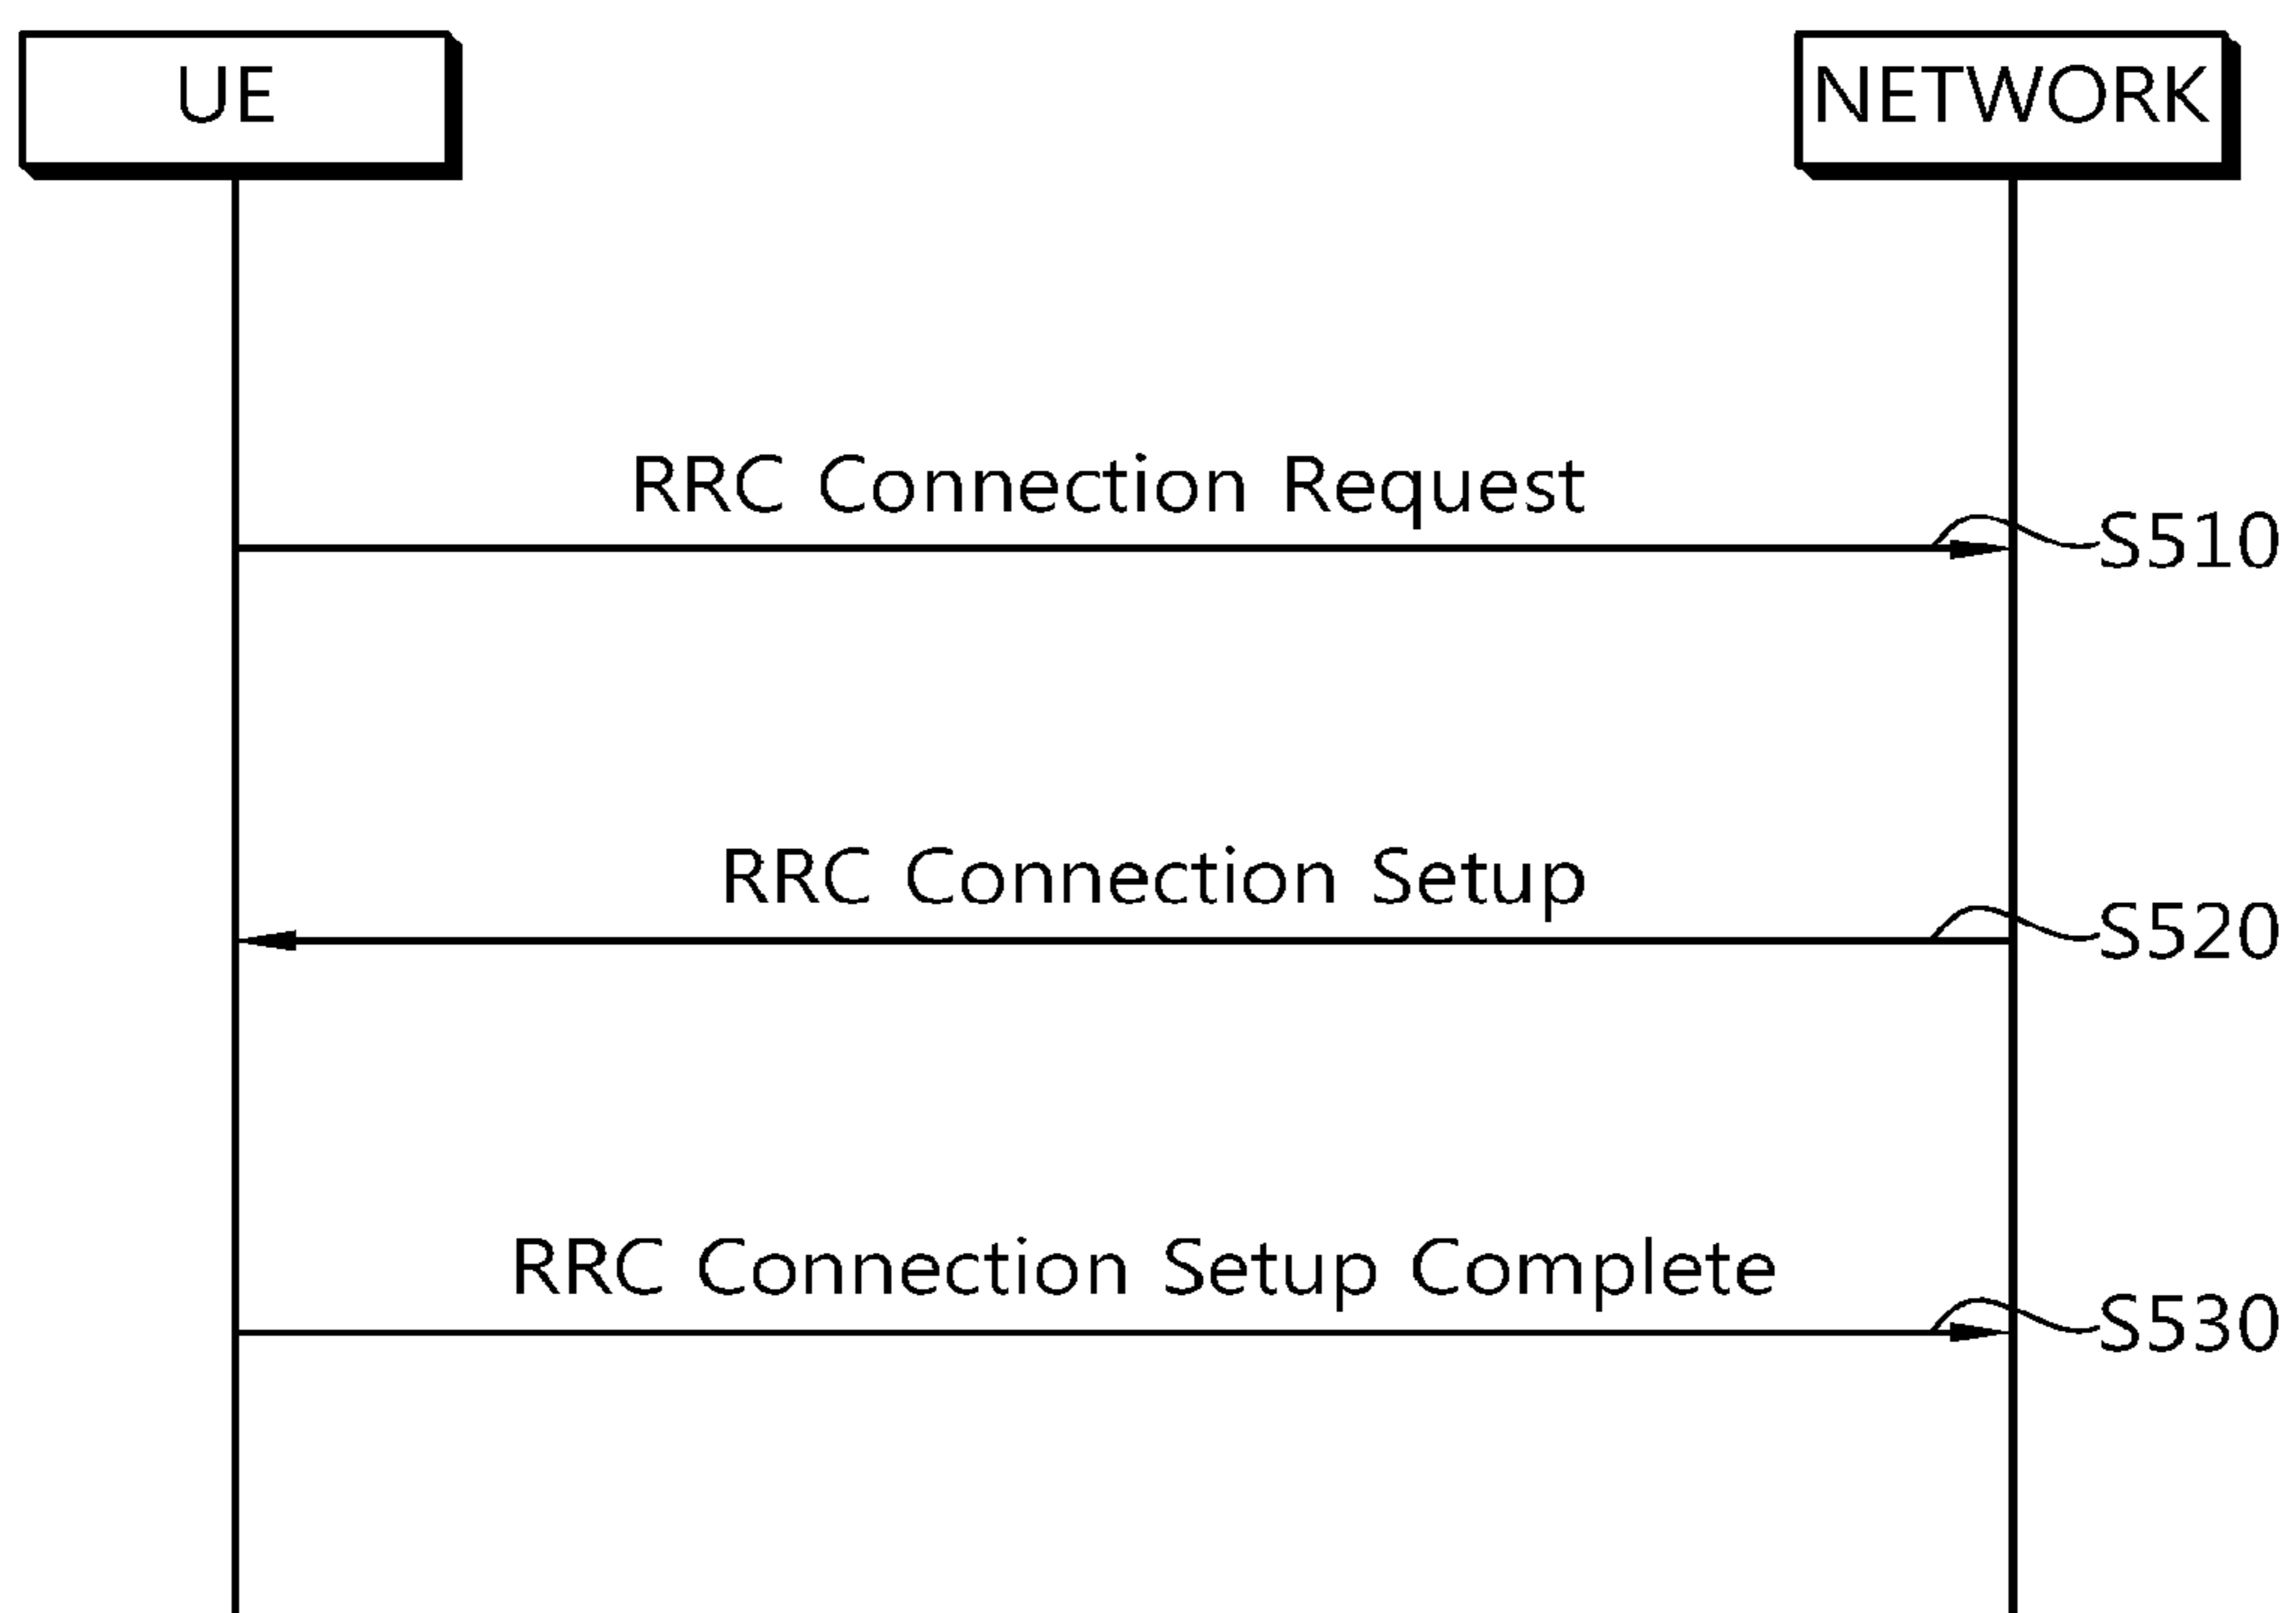 UE
NETWORK
RRC Connection Request
S510
RRC Connection Setup
S520
RRC Connection Setup Complete
S530